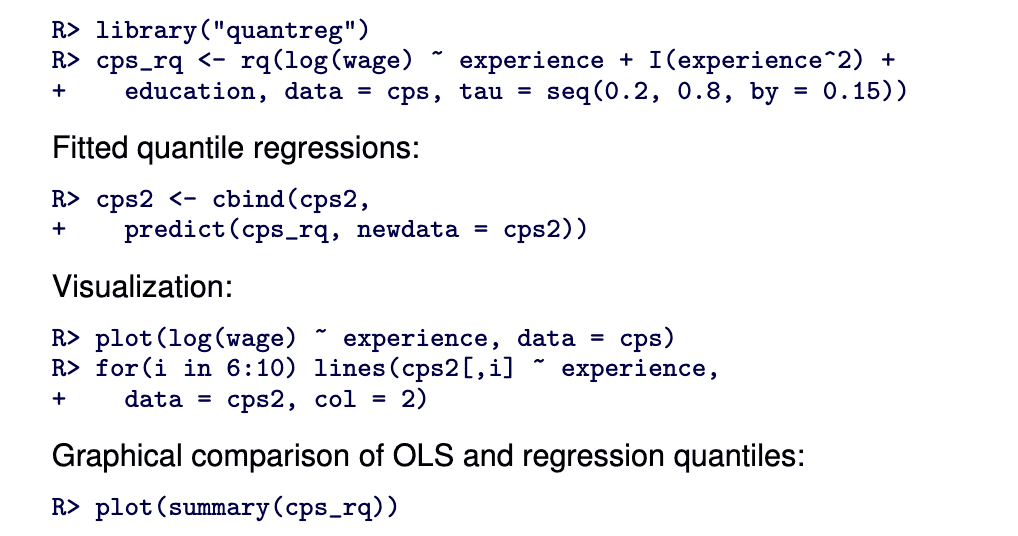 R> library("quantreg")
R> cps_rq <- rq(log(wage) ~ experience + I(experience^2) +
+    education, data = cps, tau = seq(0.2, 0.8, by = 0.15))
Fitted quantile regressions:
R> cps2 <- cbind(cps2,
+    predict(cps_rq, newdata = cps2))
Visualization:
R> plot(log(wage) ~ experience, data = cps)
R> for(i in 6:10) lines(cps2[,i] ~ experience,
+    data = cps2, col = 2)
Graphical comparison of OLS and regression quantiles:
R> plot(summary(cps_rq))